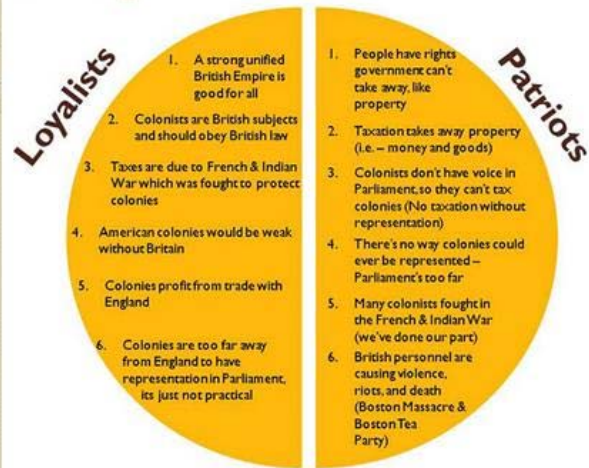 Loyalists
1. A strong unified
British Empire is
good for all
2. Colonists are British subjects
and should obey British law
3. Taxes are due to French & Indian
War which was fought to protect
colonies
4. American colonies would be weak
without Britain
5. Colonies profit from trade with
England
6. Colonies are too far away
from England to have
representation in Parliament,
its just not practical
Patriots
1. People have rights
government can't
take away, like
property
2. Taxation takes away property
(i.e. – money and goods)
3. Colonists don't have voice in
Parliament, so they can't tax
colonies (No taxation without
representation)
4. There's no way colonies could
ever be represented –
Parliament's too far
5. Many colonists fought in
the French & Indian War
(we've done our part)
6. British personnel are
causing violence,
riots, and death
(Boston Massacre &
Boston Tea
Party)